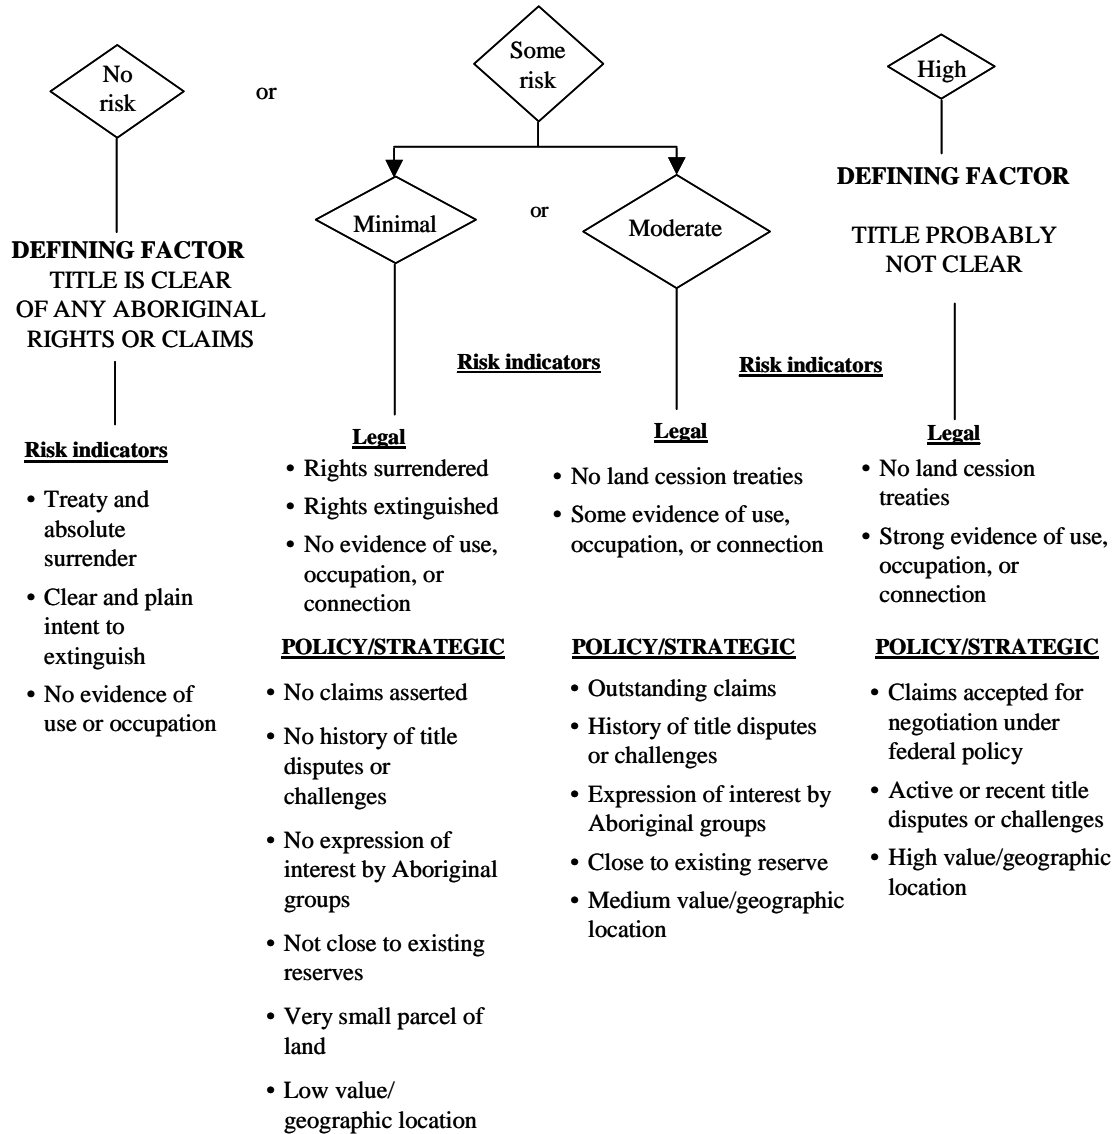 No
risk
or
Some
risk
High
Minimal
or
Moderate
DEFINING FACTOR
TITLE IS CLEAR
OF ANY ABORIGINAL
RIGHTS OR CLAIMS
DEFINING FACTOR
TITLE PROBABLY
NOT CLEAR
Risk indicators
Risk indicators
Risk indicators
• Treaty and
absolute
surrender
• Clear and plain
intent to
extinguish
• No evidence of
use or occupation
Legal
• Rights surrendered
• Rights extinguished
• No evidence of use,
occupation, or
connection
POLICY/STRATEGIC
• No claims asserted
• No history of title
disputes or
challenges
• No expression of
interest by Aboriginal
groups
• Not close to existing
reserves
• Very small parcel of
land
• Low value/
geographic location
Legal
• No land cession treaties
• Some evidence of use,
occupation, or connection
POLICY/STRATEGIC
• Outstanding claims
• History of title disputes
or challenges
• Expression of interest by
Aboriginal groups
• Close to existing reserve
• Medium value/geographic
location
Legal
• No land cession
treaties
• Strong evidence of use,
occupation, or
connection
POLICY/STRATEGIC
• Claims accepted for
negotiation under
federal policy
• Active or recent title
disputes or challenges
• High value/geographic
location